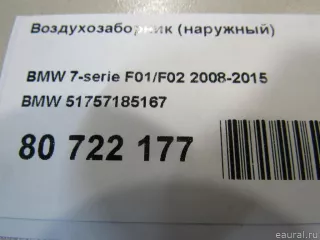 Воздухозаборник (наружный)
BMW 7-serie F01/F02 2008-2015
BMW 51757185167
80 722 177
eaural.ru